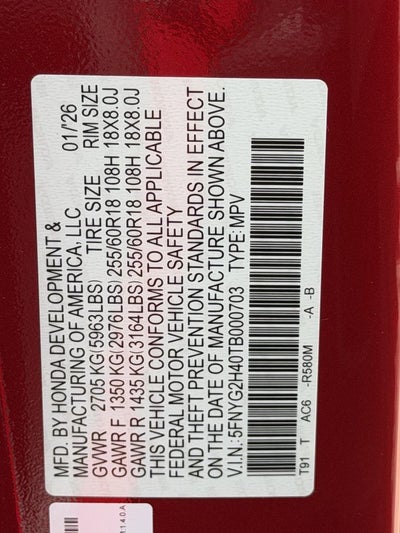 MFD. BY HONDA DEVELOPMENT &
MANUFACTURING OF AMERICA, LLC 01/26
GVWR 2705 KG(5963LBS) TIRE SIZE RIM SIZE
GAWR F 1350 KG(2976LBS) 255/60R18 108H 18X8.0J
GAWR R 1435 KG(3164LBS) 255/60R18 108H 18X8.0J
THIS VEHICLE CONFORMS TO ALL APPLICABLE
FEDERAL MOTOR VEHICLE SAFETY
AND THEFT PREVENTION STANDARDS IN EFFECT
ON THE DATE OF MANUFACTURE SHOWN ABOVE.
V.I.N.: 5FNYG2H40TB000703 TYPE: MPV
T91 T AC6 -R580M -A -B